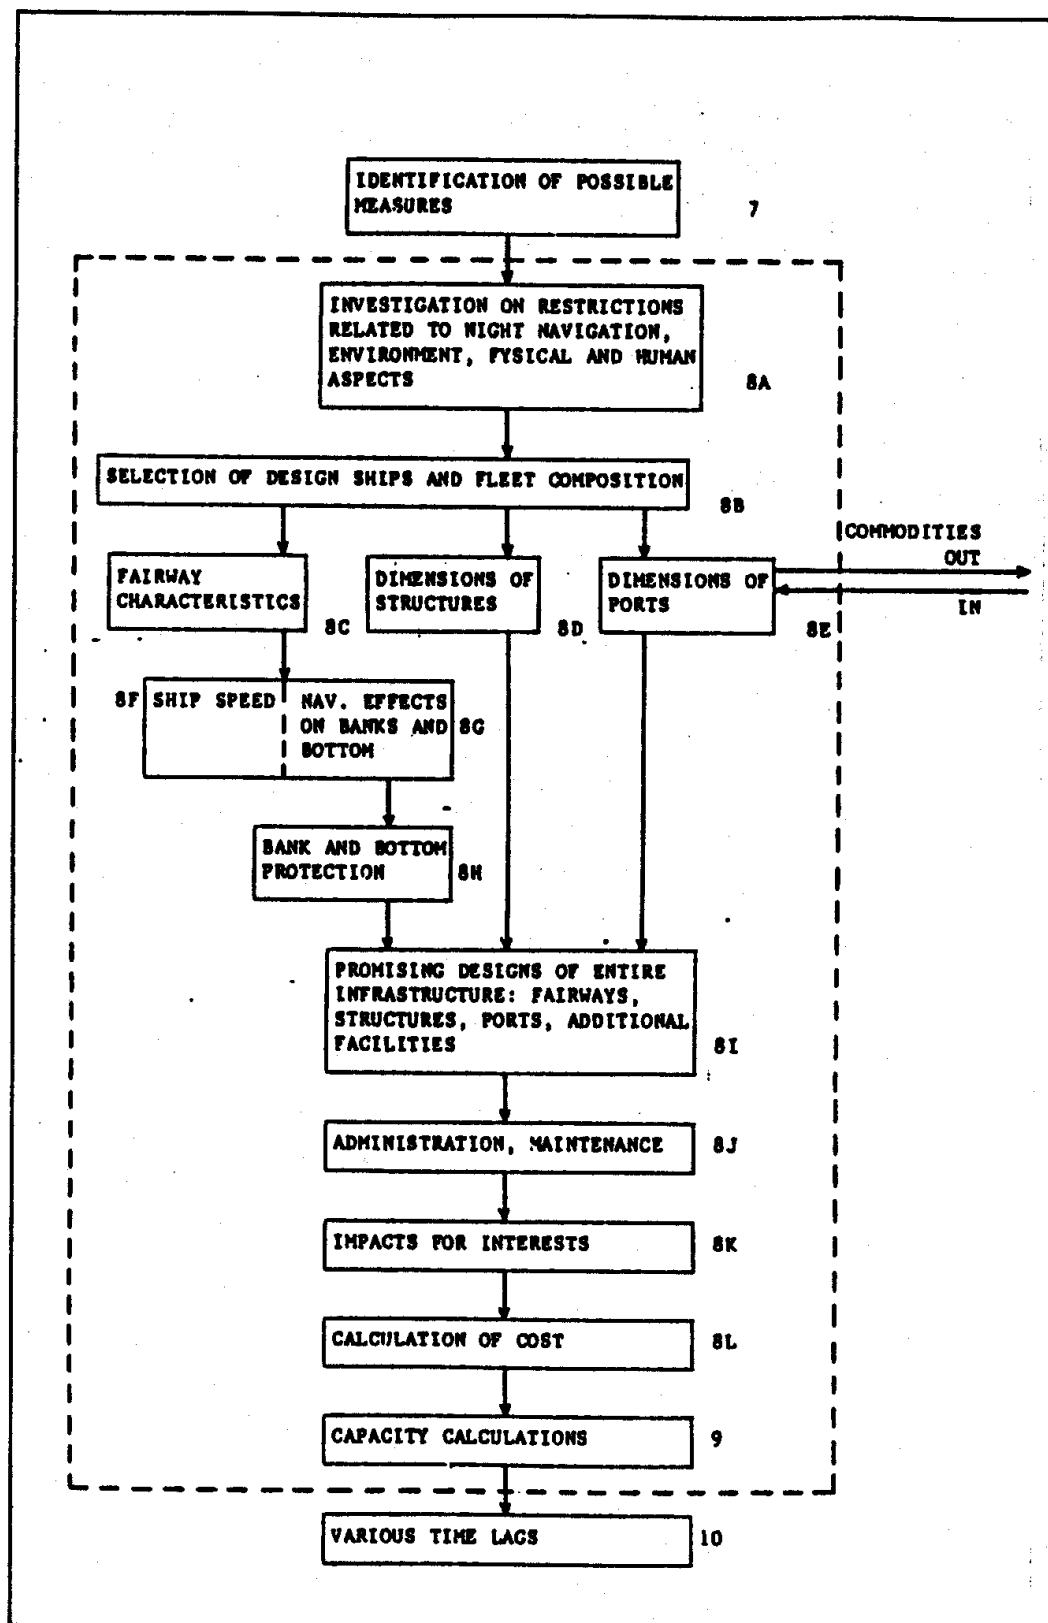 IDENTIFICATION OF POSSIBLE
MEASURES
7
INVESTIGATION ON RESTRICTIONS
RELATED TO NIGHT NAVIGATION,
ENVIRONMENT, FYSICAL AND HUMAN
ASPECTS
8A
SELECTION OF DESIGN SHIPS AND FLEET COMPOSITION
8B
COMMODITIES
OUT
IN
FAIRWAY
CHARACTERISTICS
8C
DIMENSIONS OF
STRUCTURES
8D
DIMENSIONS OF
PORTS
8E
8F
SHIP SPEED
NAV. EFFECTS
ON BANKS AND
BOTTOM
8G
BANK AND BOTTOM
PROTECTION
8H
PROMISING DESIGNS OF ENTIRE
INFRASTRUCTURE: FAIRWAYS,
STRUCTURES, PORTS, ADDITIONAL
FACILITIES
8I
ADMINISTRATION, MAINTENANCE
8J
IMPACTS FOR INTERESTS
8K
CALCULATION OF COST
8L
CAPACITY CALCULATIONS
9
VARIOUS TIME LAGS
10